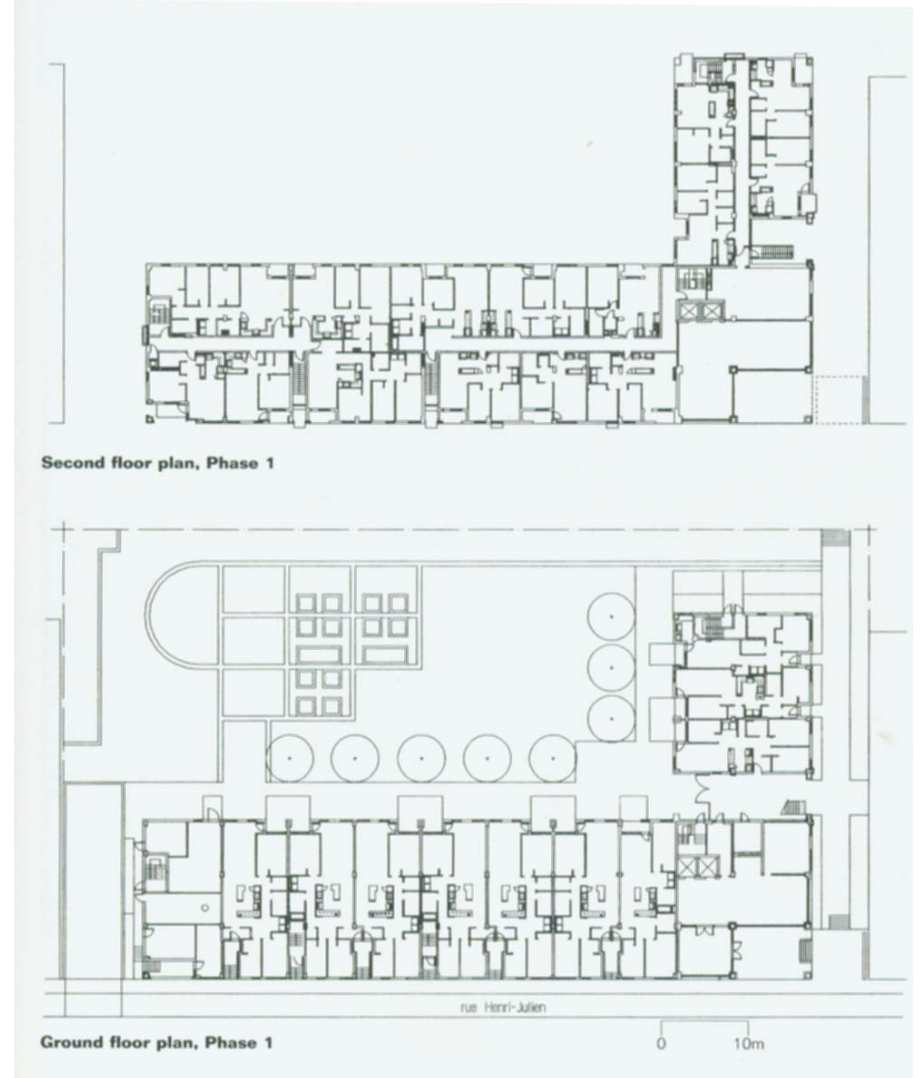 Second floor plan, Phase 1
rue Henri-Julien
Ground floor plan, Phase 1
0 10m